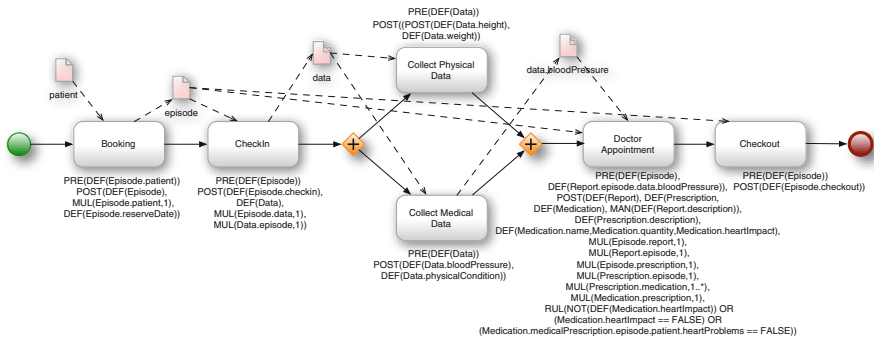 PRE(DEF(Data))
POST((POST(DEF(Data.height),
DEF(Data.weight))
patient
episode
data
data.bloodPressure
Collect Physical
Data
Booking
CheckIn
Doctor
Appointment
Checkout
PRE(DEF(Episode.patient))
POST(DEF(Episode),
MUL(Episode.patient,1),
DEF(Episode.reserveDate))
PRE(DEF(Episode))
POST(DEF(Episode.checkin),
DEF(Data),
MUL(Episode.data,1),
MUL(Data.episode,1))
Collect Medical
Data
PRE(DEF(Data))
POST(DEF(Data.bloodPressure),
DEF(Data.physicalCondition))
PRE(DEF(Episode),
DEF(Report.episode.data.bloodPressure)),
POST(DEF(Report), DEF(Prescription,
DEF(Medication), MAN(DEF(Report.description)),
DEF(Prescription.description),
DEF(Medication.name,Medication.quantity,Medication.heartImpact),
MUL(Episode.report,1),
MUL(Report.episode,1),
MUL(Episode.prescription,1),
MUL(Prescription.episode,1),
MUL(Prescription.medication,1..*),
MUL(Medication.prescription,1),
RUL(NOT(DEF(Medication.heartImpact)) OR
(Medication.heartImpact == FALSE) OR
(Medication.medicalPrescription.episode.patient.heartProblems == FALSE))
PRE(DEF(Episode))
POST(DEF(Episode.checkout))